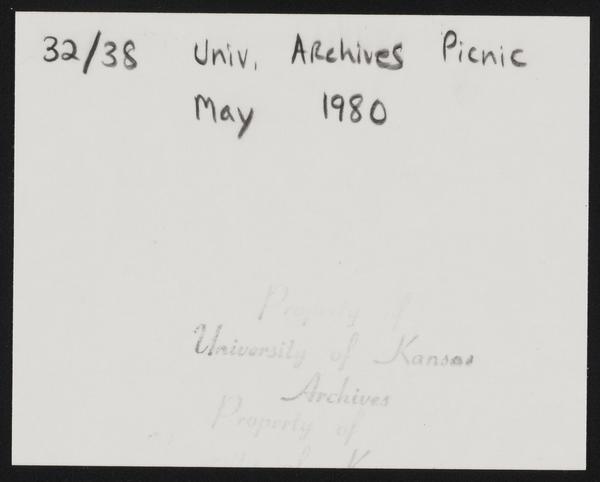 32/38 Univ. Archives Picnic
May 1980
Property of
University of Kansas
Archives
Property of